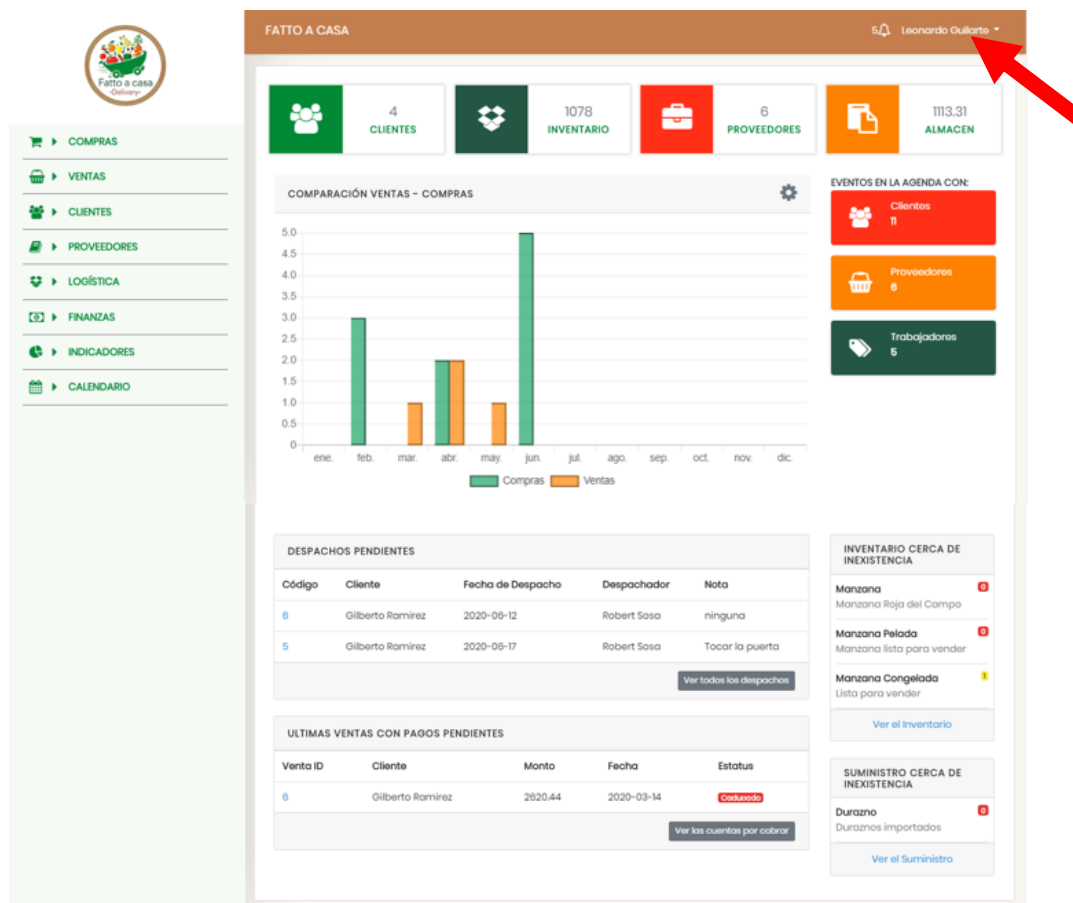 Fatto a casa
-Delivery-
COMPRAS
VENTAS
CLIENTES
PROVEEDORES
LOGÍSTICA
FINANZAS
INDICADORES
CALENDARIO
FATTO A CASA
5 Leonardo Guilarte
4
CLIENTES
1078
INVENTARIO
6
PROVEEDORES
1113.31
ALMACEN
COMPARACIÓN VENTAS - COMPRAS
5.0
4.5
4.0
3.5
3.0
2.5
2.0
1.5
1.0
0.5
0
ene. feb. mar. abr. may. jun. jul. ago. sep. oct. nov. dic.
Compras Ventas
EVENTOS EN LA AGENDA CON:
Clientes
11
Proveedores
6
Trabajadores
5
DESPACHOS PENDIENTES
Código Cliente Fecha de Despacho Despachador Nota
6 Gilberto Ramirez 2020-06-12 Robert Sosa ninguna
5 Gilberto Ramirez 2020-06-17 Robert Sosa Tocar la puerta
Ver todos los despachos
ULTIMAS VENTAS CON PAGOS PENDIENTES
Venta ID Cliente Monto Fecha Estatus
6 Gilberto Ramirez 2620.44 2020-03-14 Caducado
Ver las cuentas por cobrar
INVENTARIO CERCA DE
INEXISTENCIA
Manzana 0
Manzana Roja del Campo
Manzana Pelada 0
Manzana lista para vender
Manzana Congelada 1
Lista para vender
Ver el Inventario
SUMINISTRO CERCA DE
INEXISTENCIA
Durazno 0
Duraznos importados
Ver el Suministro